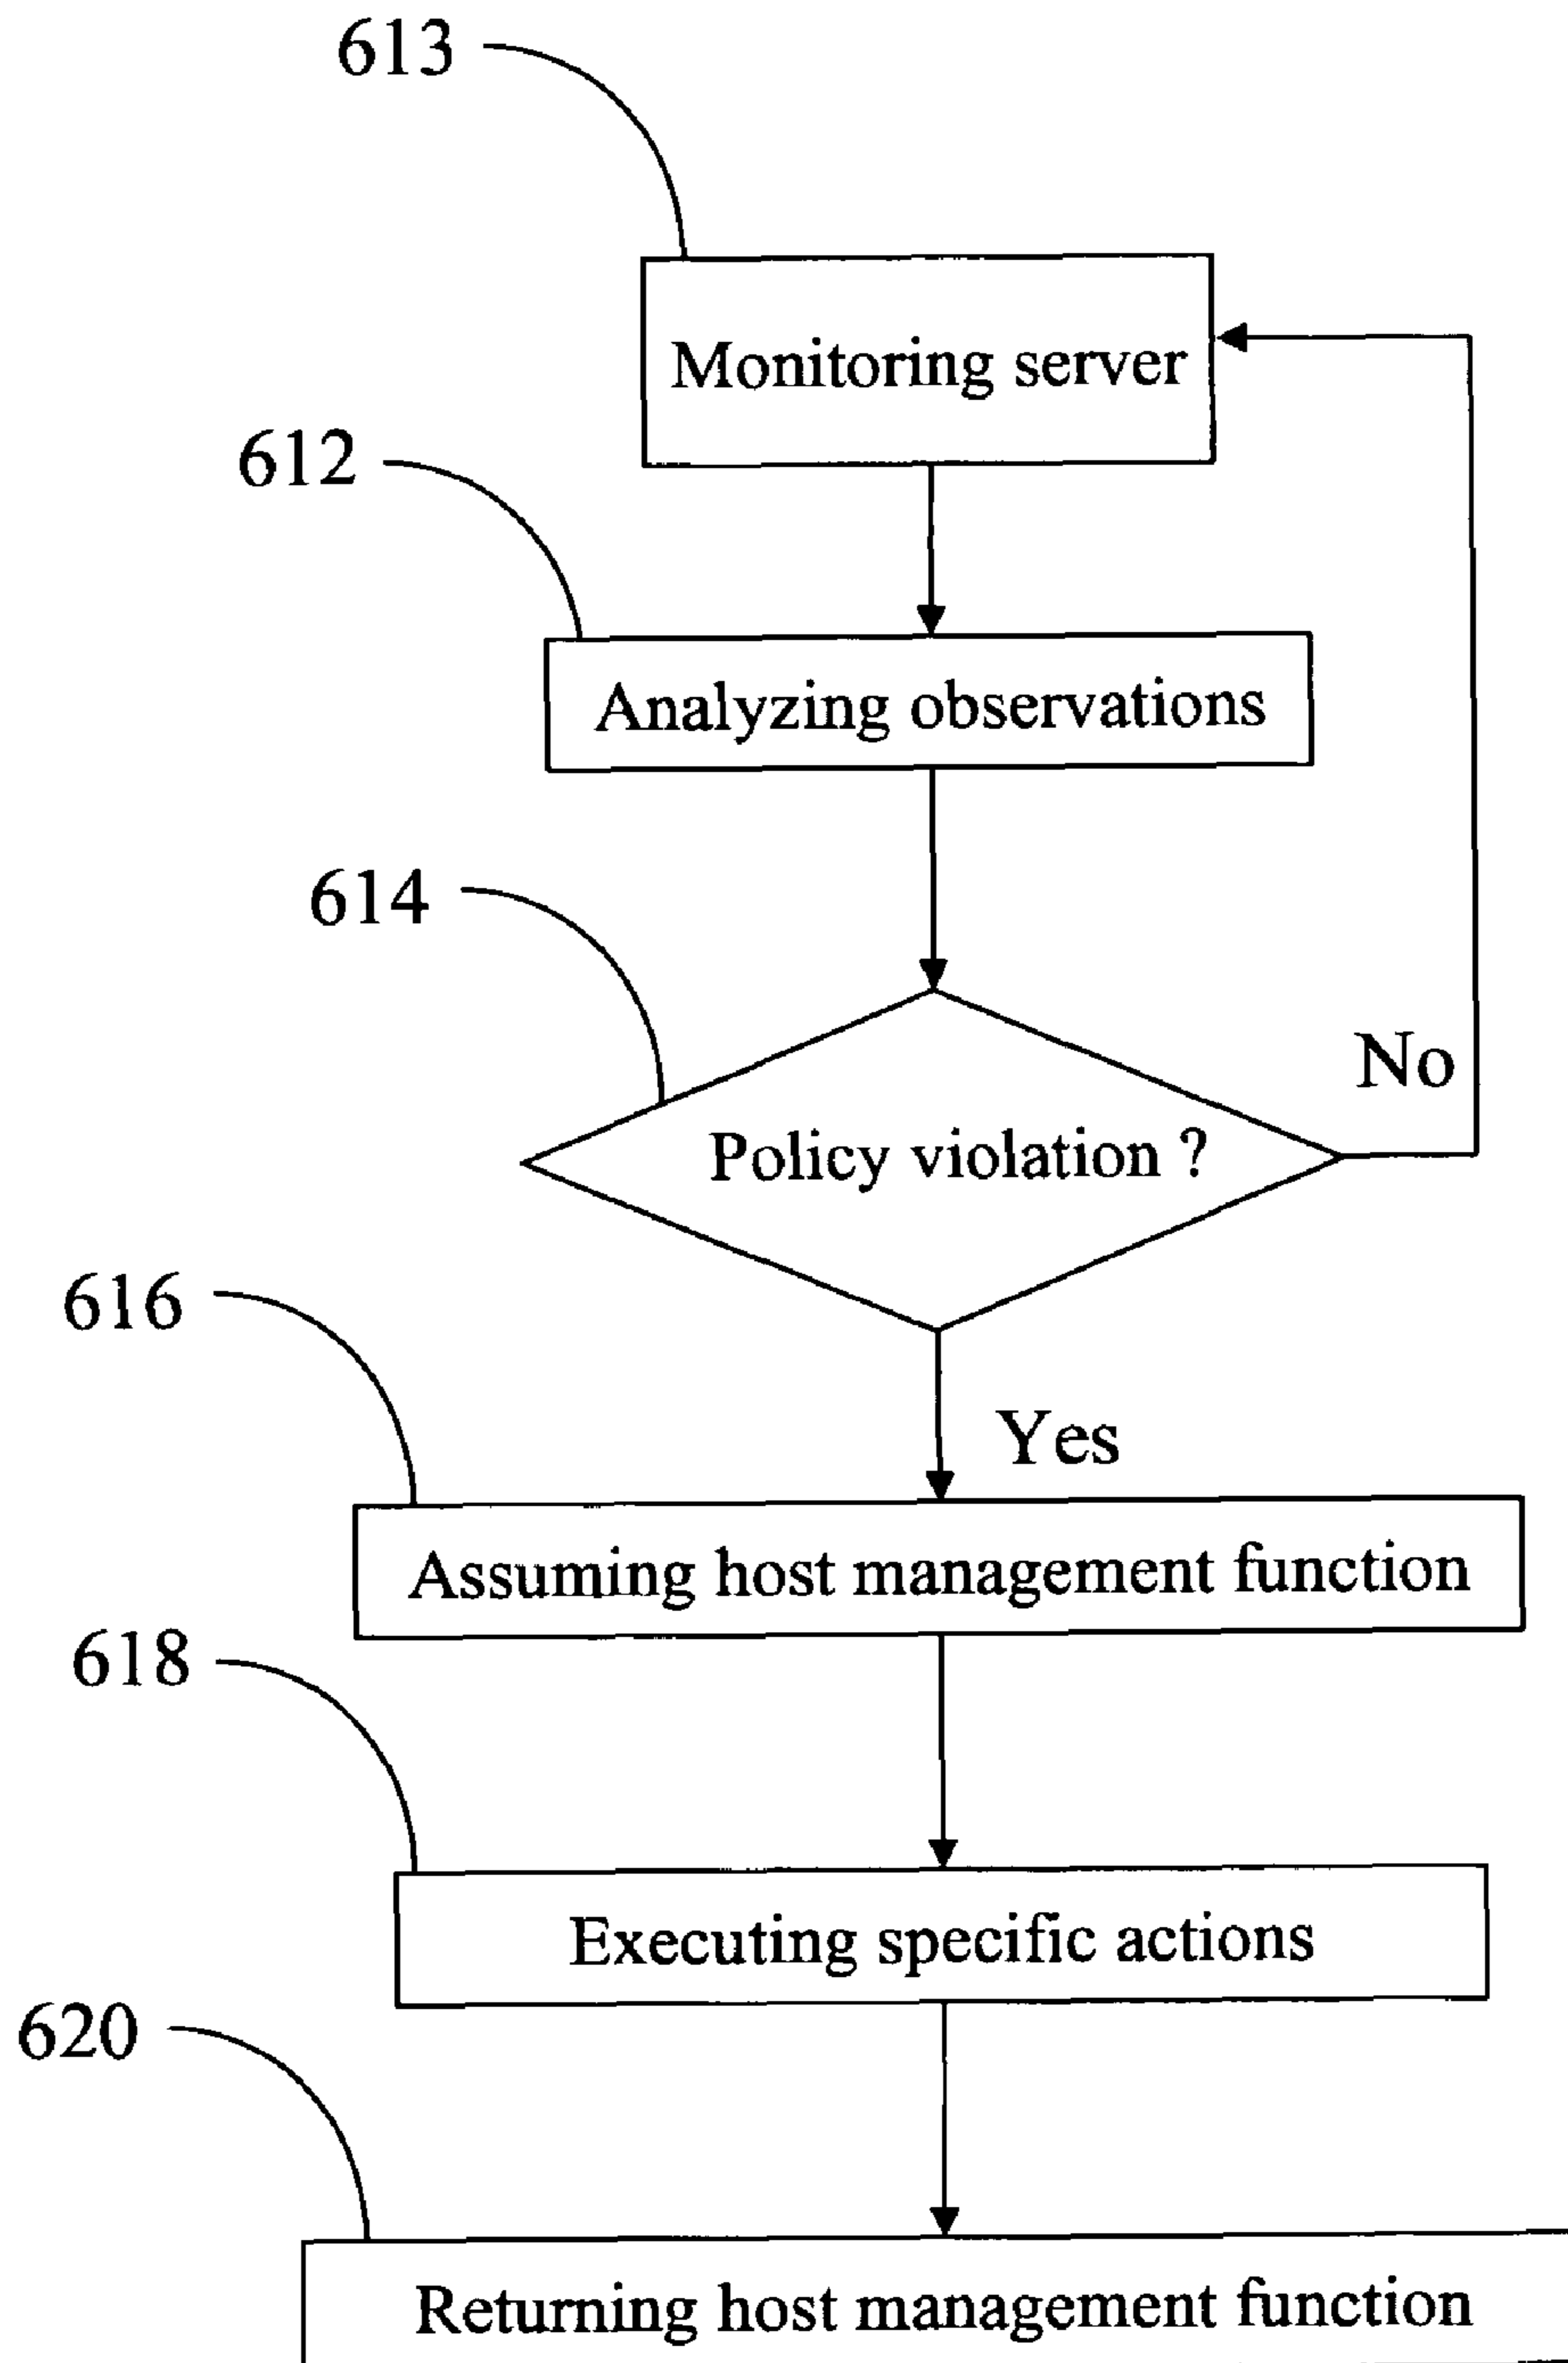 613
Monitoring server
612
Analyzing observations
614
No
Policy violation ?
616
Yes
Assuming host management function
618
Executing specific actions
620
Returning host management function